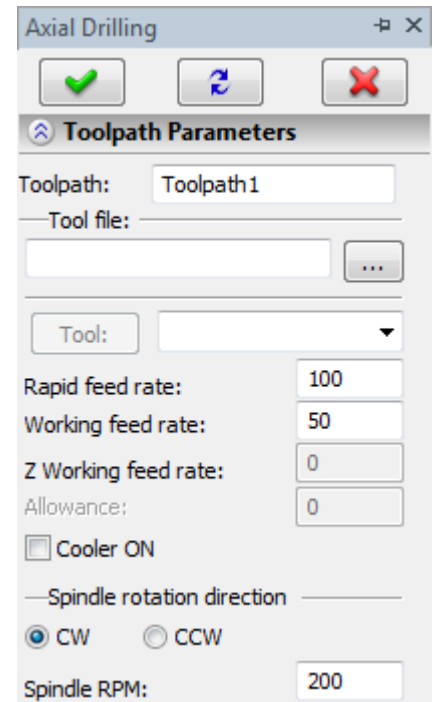 Axial Drilling
Toolpath Parameters
Toolpath: Toolpath1
Tool file:
...
Tool:
Rapid feed rate: 100
Working feed rate: 50
Z Working feed rate: 0
Allowance: 0
Cooler ON
Spindle rotation direction
CW CCW
Spindle RPM: 200